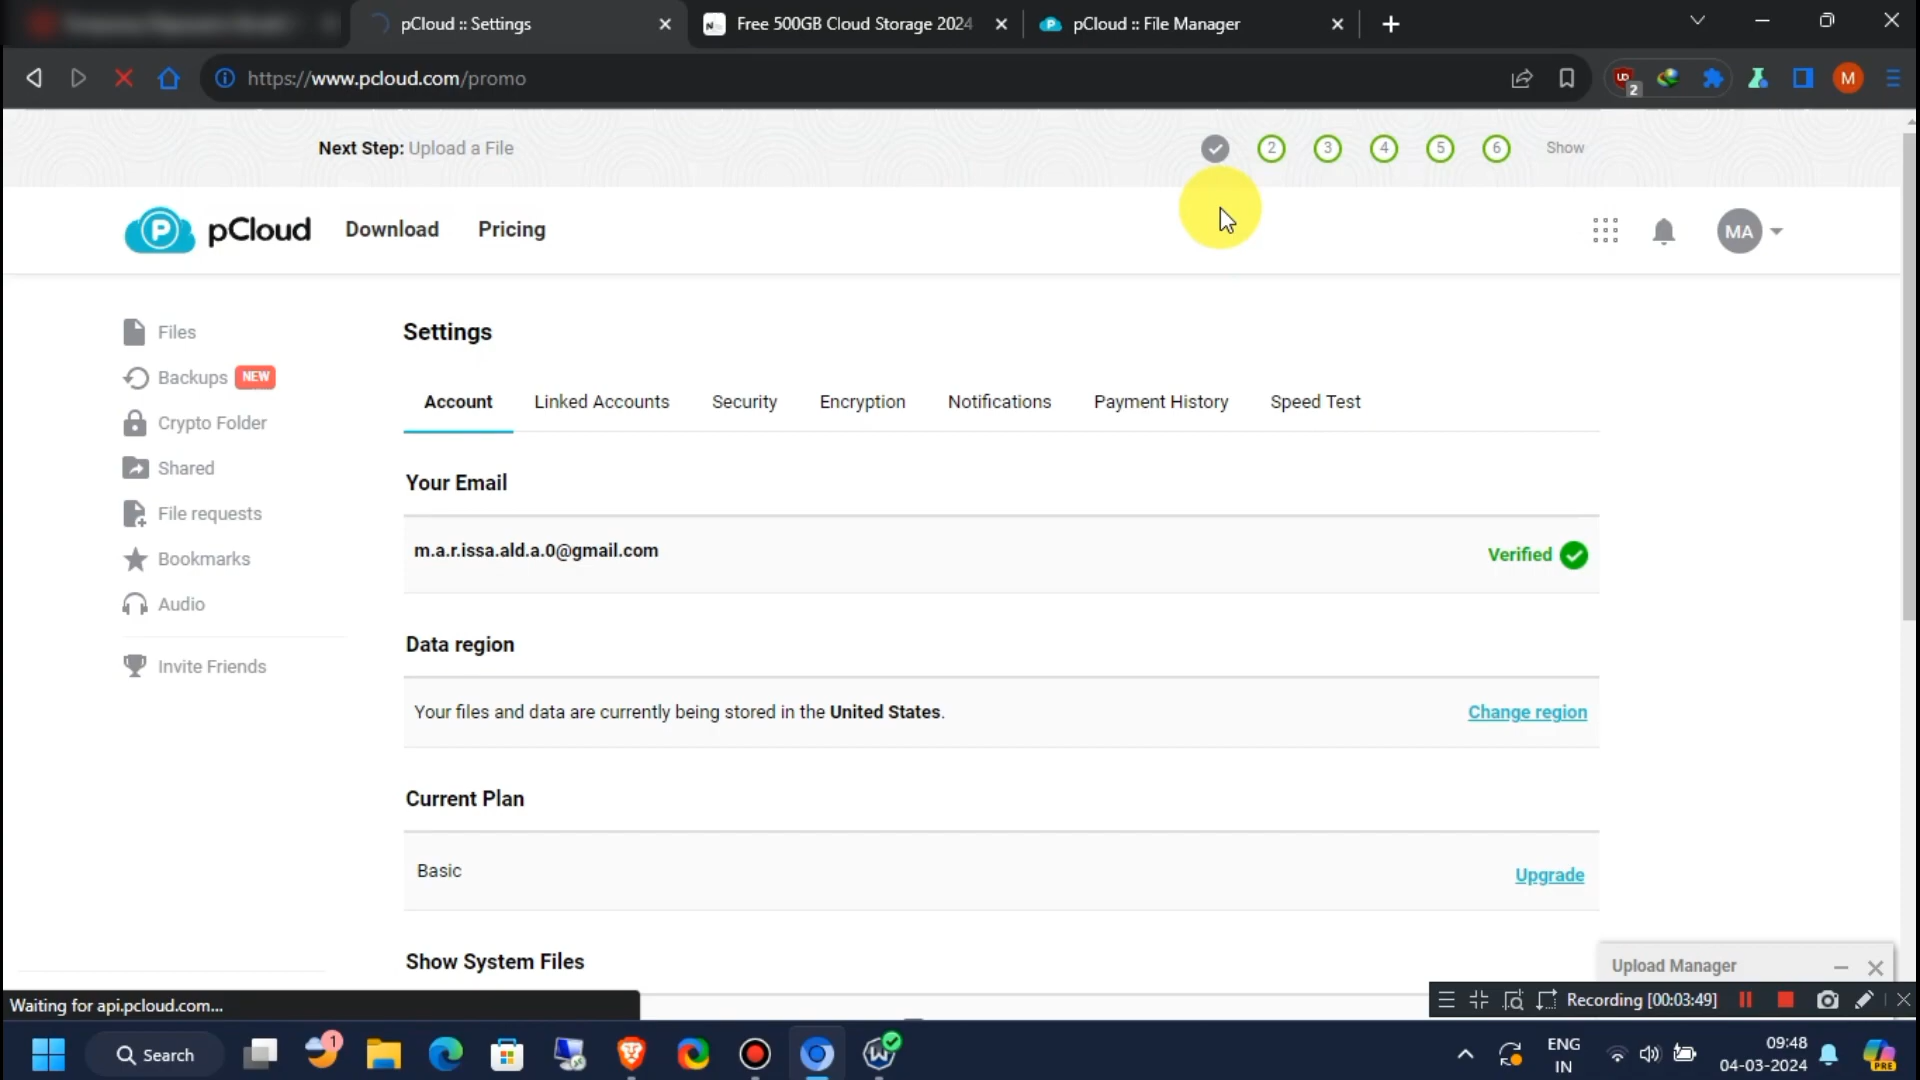 pCloud :: Settings
Free 500GB Cloud Storage 2024
pCloud :: File Manager
https://www.pcloud.com/promo
2
M
Next Step: Upload a File
2 3 4 5 6 Show
P pCloud Download Pricing
MA
Files
Backups NEW
Crypto Folder
Shared
File requests
Bookmarks
Audio
Invite Friends
Settings
Account Linked Accounts Security Encryption Notifications Payment History Speed Test
Your Email
m.a.r.issa.ald.a.0@gmail.com Verified
Data region
Your files and data are currently being stored in the United States. Change region
Current Plan
Basic Upgrade
Show System Files
Upload Manager
Recording [00:03:49]
Waiting for api.pcloud.com...
Search
1
ENG
IN
09:48
04-03-2024
PRE